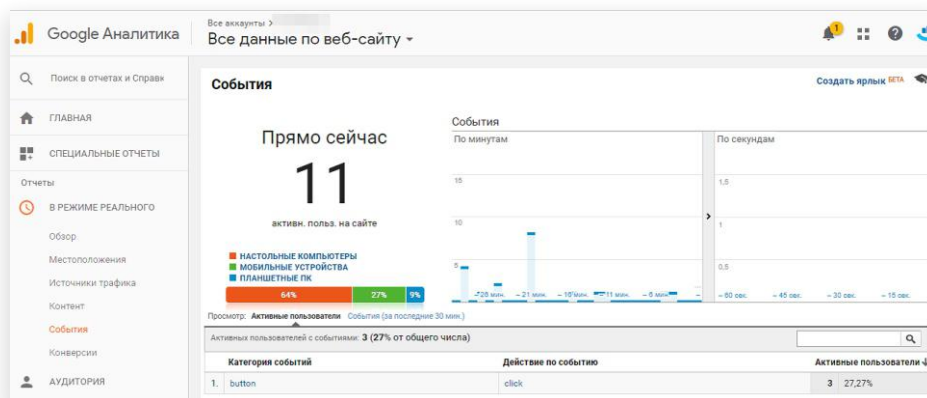 Все аккаунты >
Google Аналитика
Все данные по веб-сайту
1
Поиск в отчетах и Справк
События
Создать ярлык БЕТА
ГЛАВНАЯ
СПЕЦИАЛЬНЫЕ ОТЧЕТЫ
Отчеты
В РЕЖИМЕ РЕАЛЬНОГО
Обзор
Местоположения
Источники трафика
Контент
События
Конверсии
АУДИТОРИЯ
Прямо сейчас
11
активн. польз. на сайте
НАСТОЛЬНЫЕ КОМПЬЮТЕРЫ
МОБИЛЬНЫЕ УСТРОЙСТВА
ПЛАНШЕТНЫЕ ПК
64% 27% 9%
События
По минутам
15
10
5
– 26 мин. – 21 мин. – 16 мин. – 11 мин. – 6 мин.
По секундам
1,5
1
0,5
– 60 сек. – 45 сек. – 30 сек. – 15 сек.
Просмотр: Активные пользователи События (за последние 30 мин.)
Активных пользователей с событиями: 3 (27% от общего числа)
Категория событий Действие по событию Активные пользователи ↓
1. button click 3 27,27%